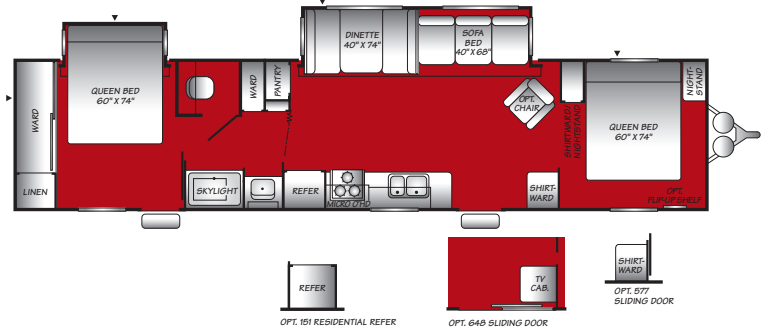 DINETTE
40"X 74"
SOFA
BED
40"X 68"
QUEEN BED
60"X 74"
WARD
PANTRY
WARD
LINEN
OPT.
CHAIR
SHIRTWARD/
NIGHTSTAND
NIGHT-
STAND
QUEEN BED
60"X 74"
SKYLIGHT
REFER
MICRO O'HD
SHIRT-
WARD
OPT.
FLIP-UP SHELF
REFER
OPT. 151 RESIDENTIAL REFER
TV
CAB.
OPT. 648 SLIDING DOOR
SHIRT-
WARD
OPT. 577
SLIDING DOOR